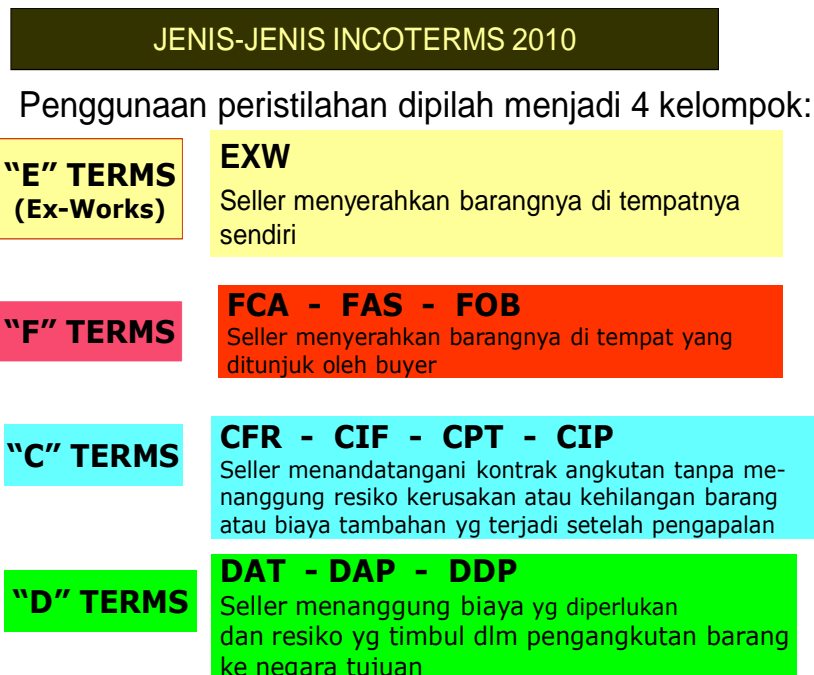 JENIS-JENIS INCOTERMS 2010
Penggunaan peristilahan dipilah menjadi 4 kelompok:
“E” TERMS
(Ex-Works)
EXW
Seller menyerahkan barangnya di tempatnya
sendiri
“F” TERMS
FCA - FAS - FOB
Seller menyerahkan barangnya di tempat yang
ditunjuk oleh buyer
“C” TERMS
CFR - CIF - CPT - CIP
Seller menandatangani kontrak angkutan tanpa me-
nanggung resiko kerusakan atau kehilangan barang
atau biaya tambahan yg terjadi setelah pengapalan
“D” TERMS
DAT - DAP - DDP
Seller menanggung biaya yg diperlukan
dan resiko yg timbul dlm pengangkutan barang
ke negara tujuan